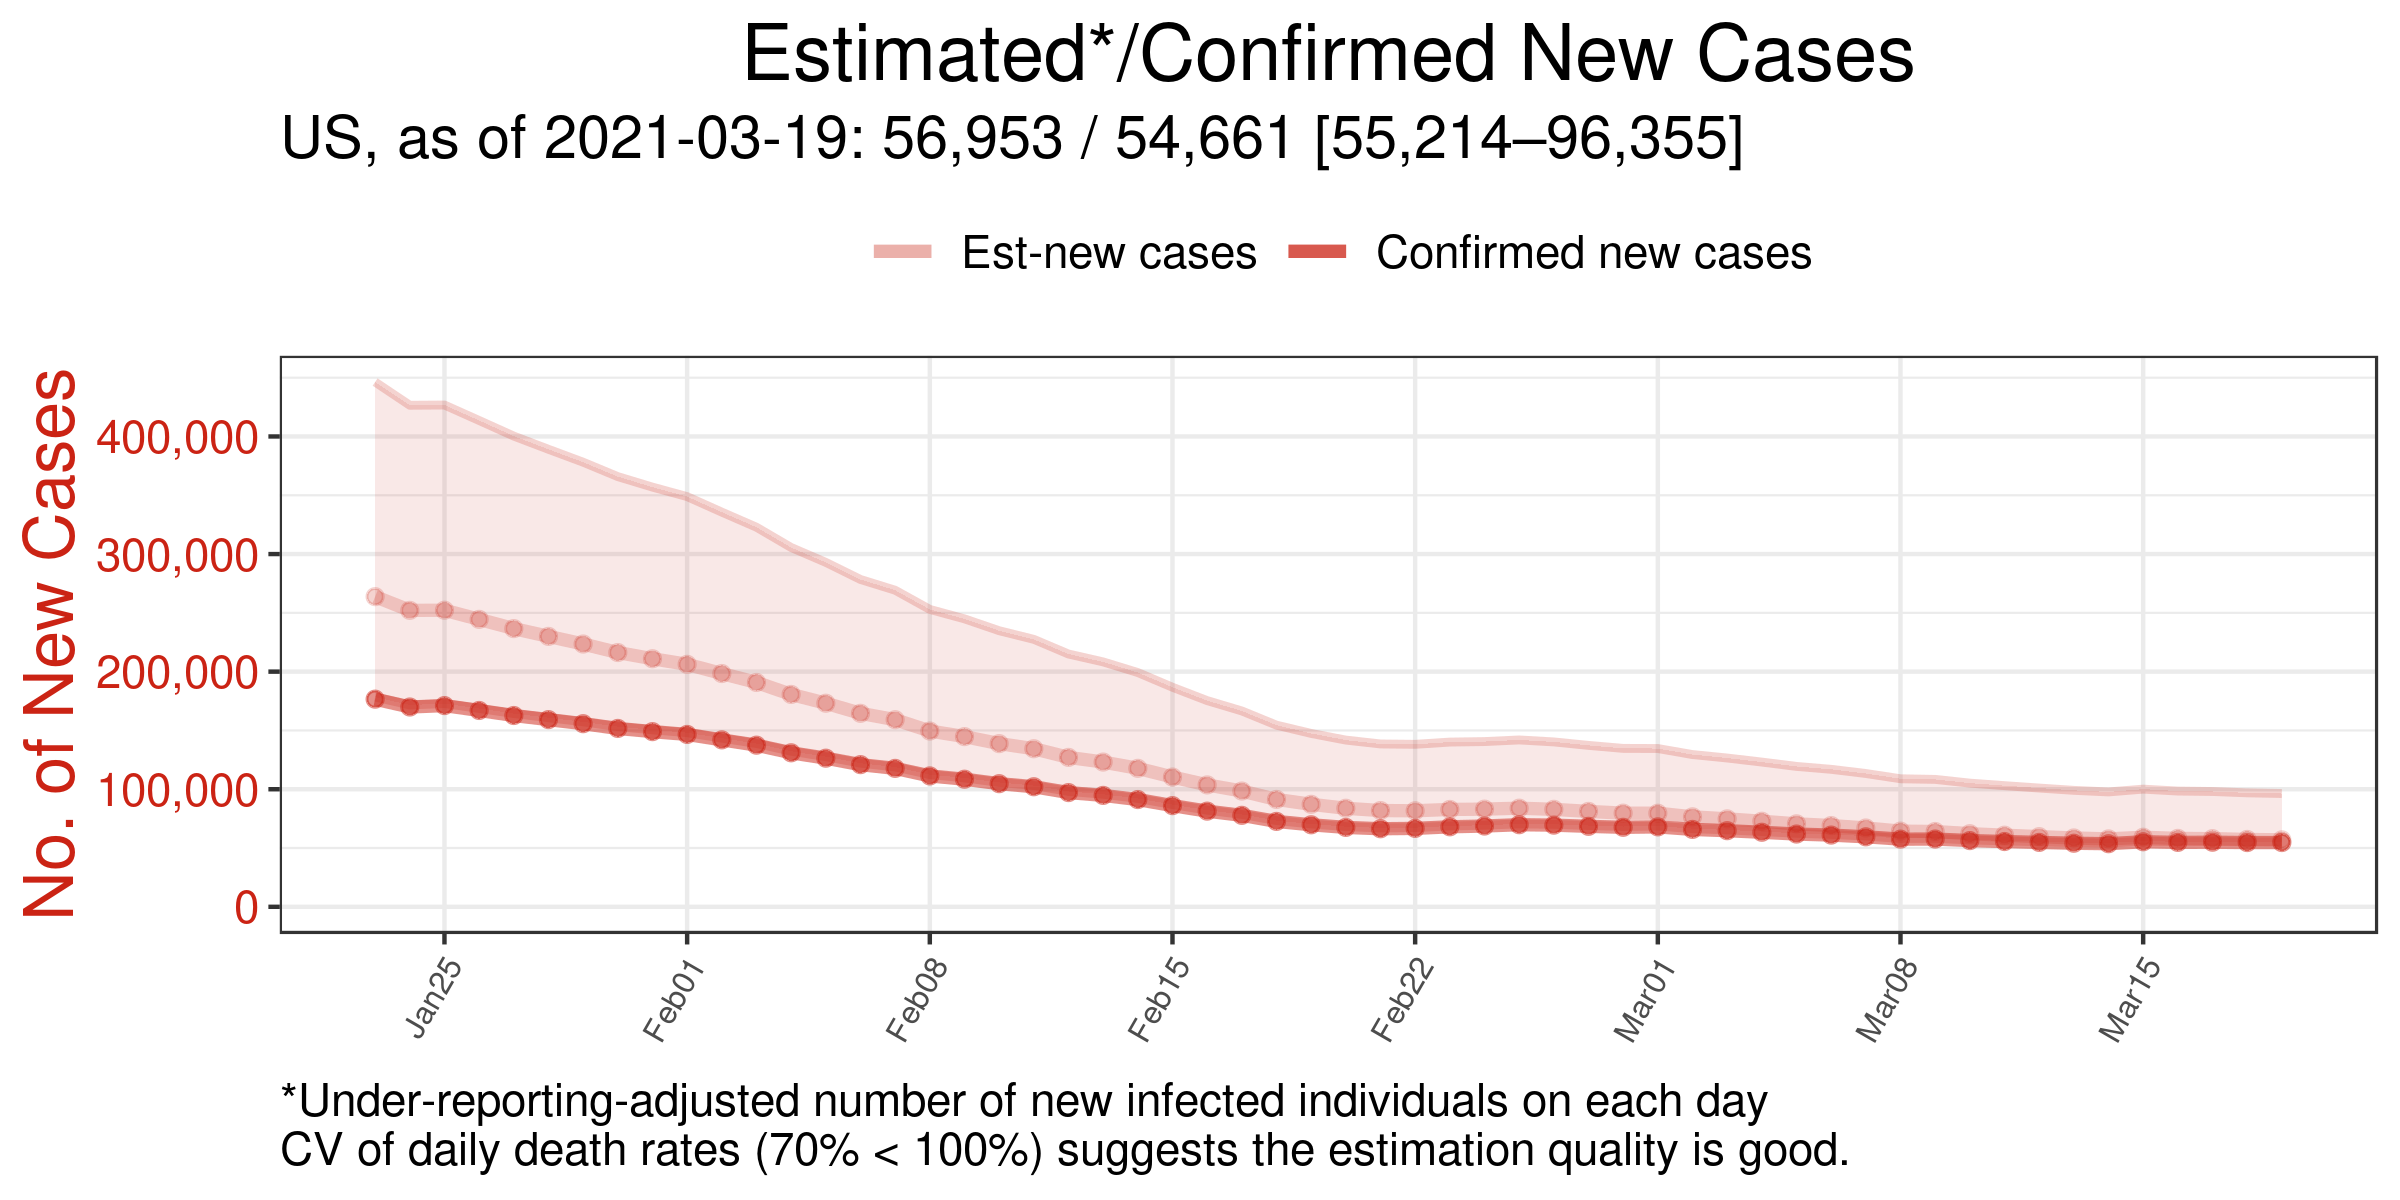 Estimated*/Confirmed New Cases
US, as of 2021-03-19: 56,953 / 54,661 [55,214–96,355]
Est-new cases
Confirmed new cases
No. of New Cases
400,000
300,000
200,000
100,000
0
Jan25
Feb01
Feb08
Feb15
Feb22
Mar01
Mar08
Mar15
*Under-reporting-adjusted number of new infected individuals on each day
CV of daily death rates (70% < 100%) suggests the estimation quality is good.